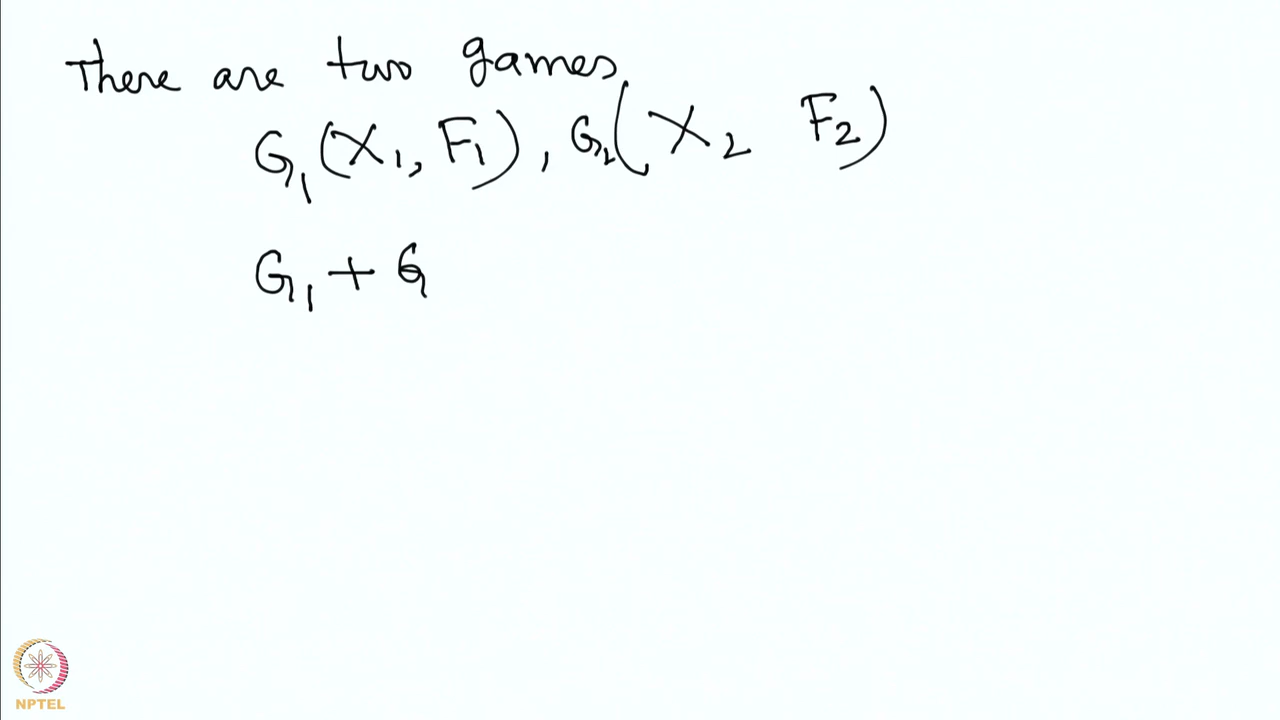 There are two games
G₁(X₁, F₁), G₂(X₂ F₂)
G₁ + G
NPTEL